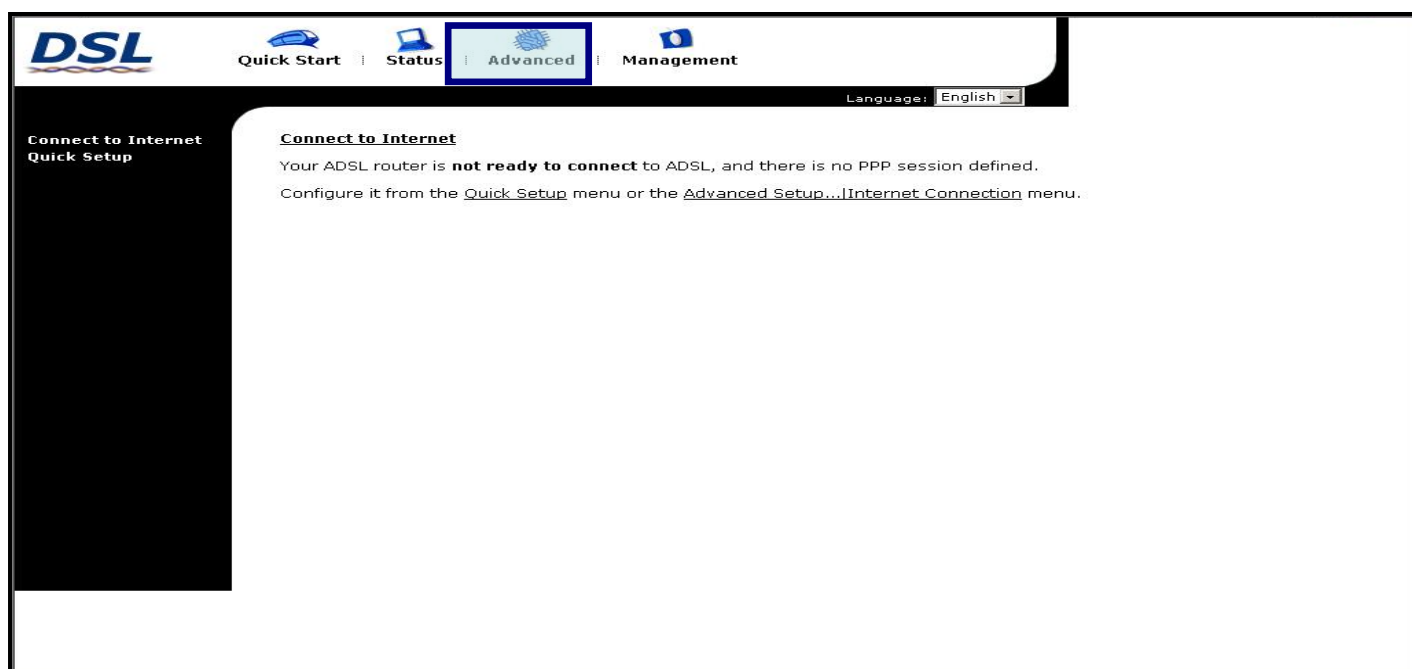 DSL
Quick Start | Status | Advanced | Management
Language: English
Connect to Internet
Quick Setup
Connect to Internet
Your ADSL router is not ready to connect to ADSL, and there is no PPP session defined.
Configure it from the Quick Setup menu or the Advanced Setup...|Internet Connection menu.